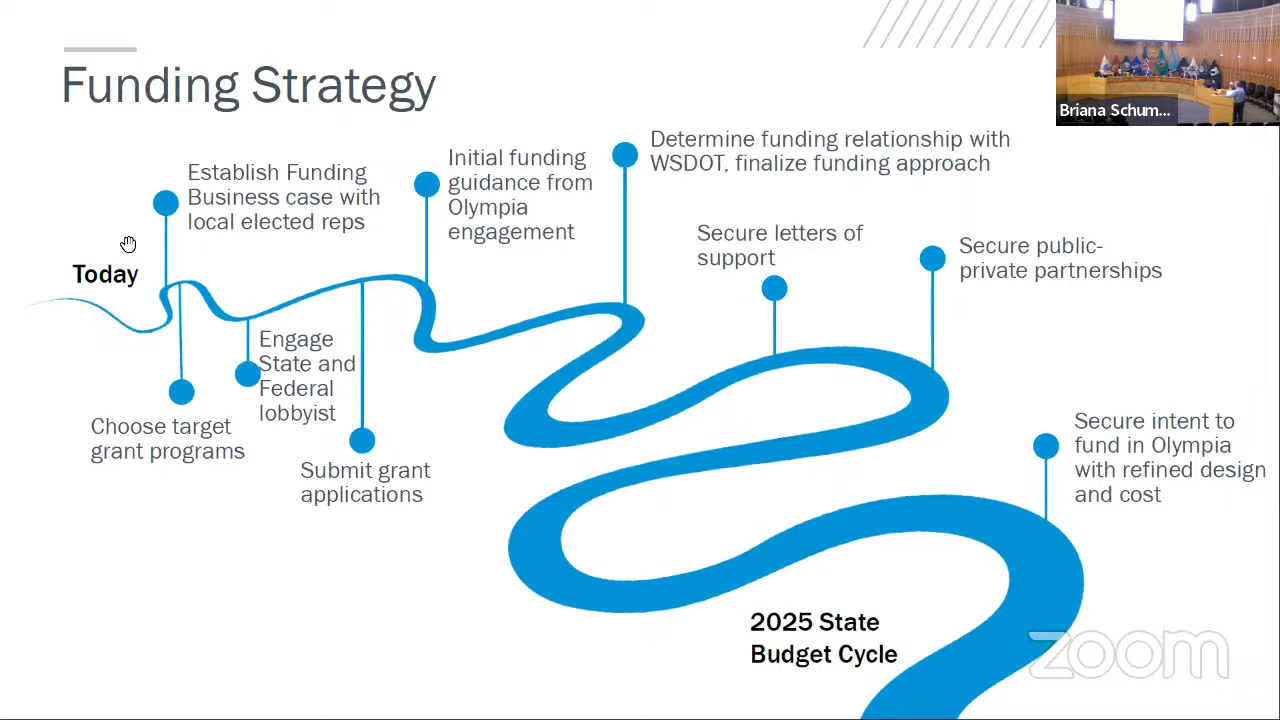 Funding Strategy
Briana Schum...
Establish Funding
Business case with
local elected reps
Initial funding
guidance from
Olympia
engagement
Determine funding relationship with
WSDOT, finalize funding approach
Secure letters of
support
Secure public-
private partnerships
Today
Engage
State and
Federal
lobbyist
Choose target
grant programs
Submit grant
applications
Secure intent to
fund in Olympia
with refined design
and cost
2025 State
Budget Cycle
zoom